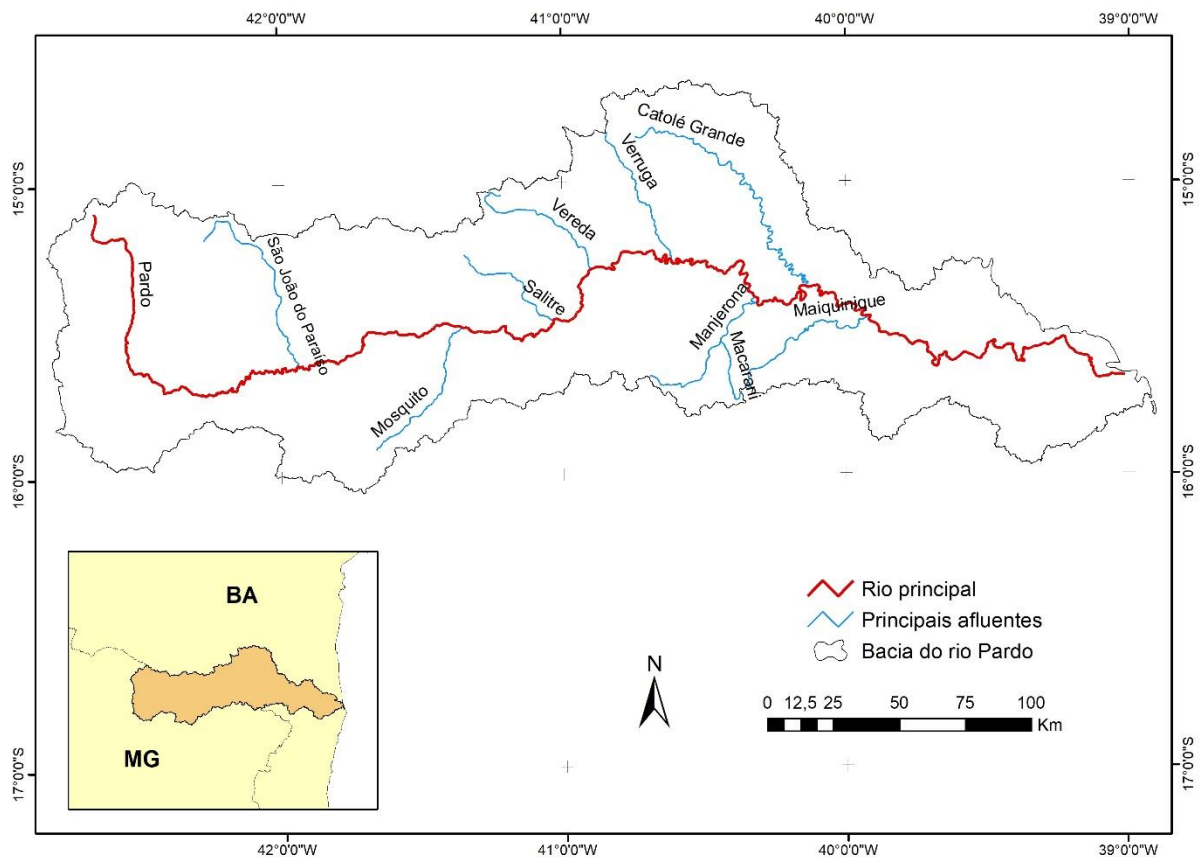 42°0'0"W 41°0'0"W 40°0'0"W 39°0'0"W
Catolé Grande
Verruga
15°0'0"S 15°0'0"S
Vereda
São João do Paraíso
Pardo
Salitre
Manjerona
Maiquinique
Macarani
Mosquito
16°0'0"S 16°0'0"S
BA
MG
Rio principal
Principais afluentes
Bacia do rio Pardo
N
0 12,5 25 50 75 100
Km
17°0'0"S 17°0'0"S
42°0'0"W 41°0'0"W 40°0'0"W 39°0'0"W